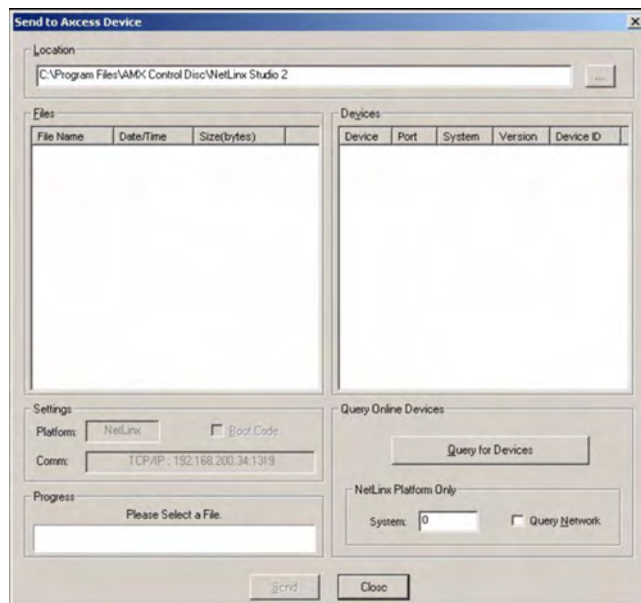 Send to Axcess Device
Location
C:\Program Files\AMX Control Disc\NetLinx Studio 2
...
Files
File Name Date/Time Size(bytes)
Devices
Device Port System Version Device ID
Settings
Platform: NetLinx Boot Code
Comm: TCP/IP : 192.168.200.34:1319
Progress
Please Select a File.
Query Online Devices
Query for Devices
NetLinx Platform Only
System: 0 Query Network
Send Close